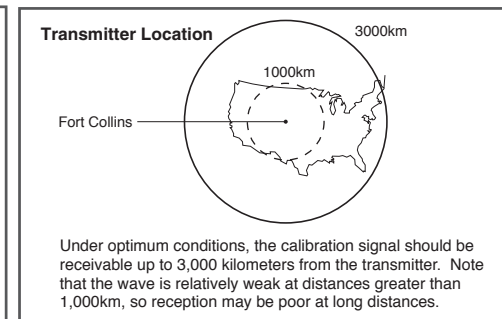 Transmitter Location
3000km
1000km
Fort Collins
Under optimum conditions, the calibration signal should be
receivable up to 3,000 kilometers from the transmitter.  Note
that the wave is relatively weak at distances greater than
1,000km, so reception may be poor at long distances.